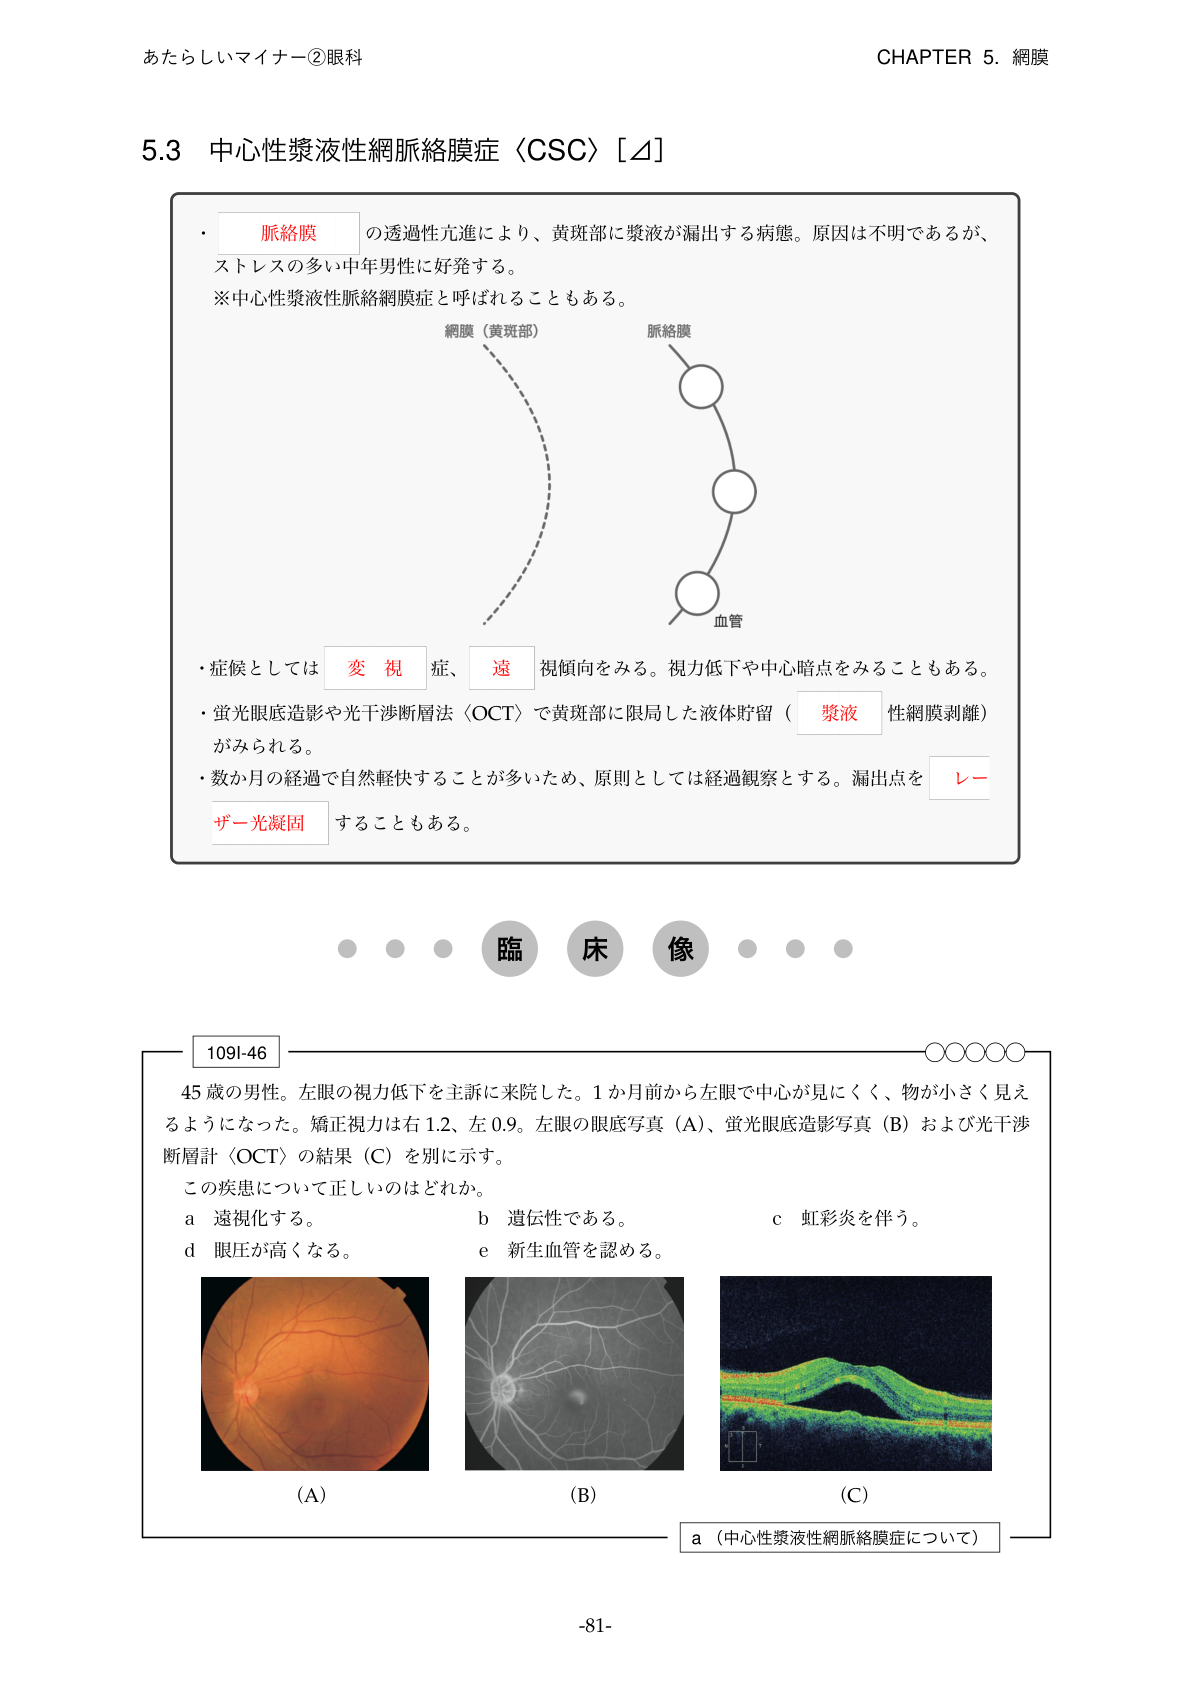 あたらしいマイナー②眼科
CHAPTER 5. 網膜
5.3 中心性漿液性網脈絡膜症〈CSC〉[⊿]
・ 脈絡膜 の透過性亢進により、黄斑部に漿液が漏出する病態。原因は不明であるが、
ストレスの多い中年男性に好発する。
※中心性漿液性脈絡網膜症と呼ばれることもある。
網膜（黄斑部）
脈絡膜
血管
・症候としては 変 視 症、 遠 視傾向をみる。視力低下や中心暗点をみることもある。
・蛍光眼底造影や光干渉断層法〈OCT〉で黄斑部に限局した液体貯留（ 漿液 性網膜剥離）
がみられる。
・数か月の経過で自然軽快することが多いため、原則としては経過観察とする。漏出点を レー
ザー光凝固 することもある。
臨床像
109I-46
45 歳の男性。左眼の視力低下を主訴に来院した。1 か月前から左眼で中心が見にくく、物が小さく見え
るようになった。矯正視力は右 1.2、左 0.9。左眼の眼底写真（A）、蛍光眼底造影写真（B）および光干渉
断層計〈OCT〉の結果（C）を別に示す。
この疾患について正しいのはどれか。
a 遠視化する。 b 遺伝性である。 c 虹彩炎を伴う。
d 眼圧が高くなる。 e 新生血管を認める。
（A） （B） （C）
a （中心性漿液性網脈絡膜症について）
-81-